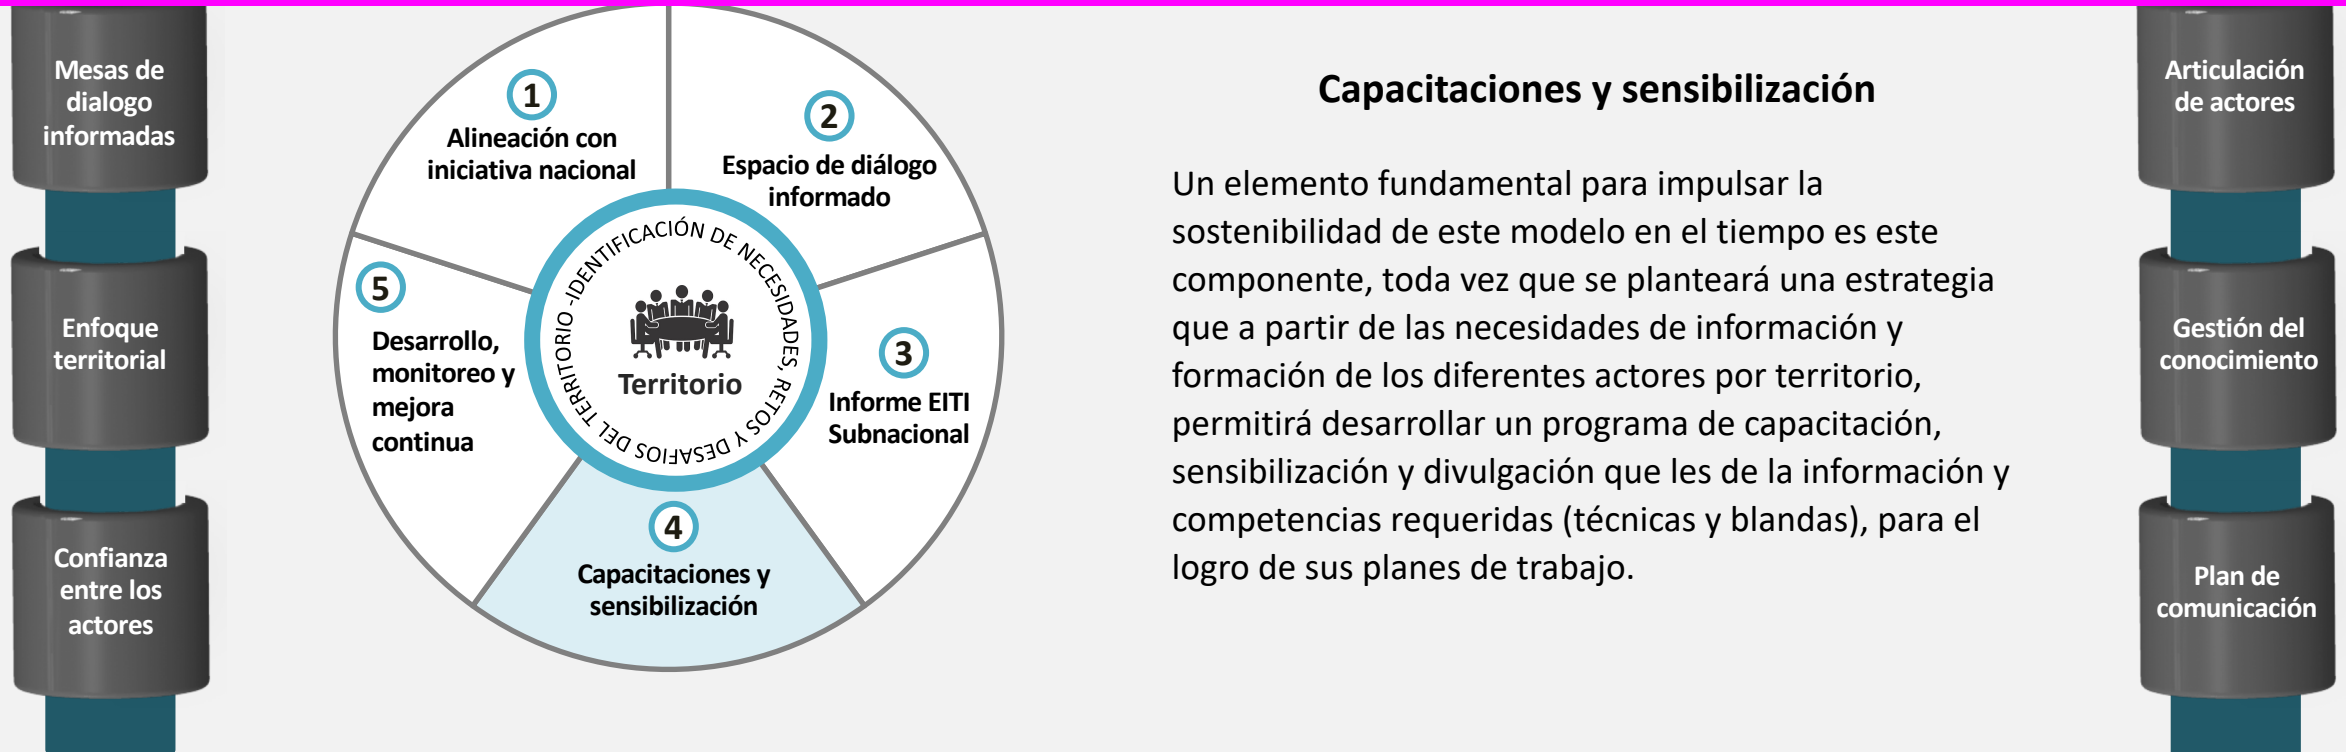 Mesas de
dialogo
informadas
Enfoque
territorial
Confianza
entre los
actores
1
Alineación con
iniciativa nacional
2
Espacio de diálogo
informado
3
Informe EITI
Subnacional
4
Capacitaciones y
sensibilización
5
Desarrollo,
monitoreo y
mejora
continua
IDENTIFICACIÓN DE NECESIDADES, RETOS Y DESAFIOS DEL TERRITORIO -
Territorio
Capacitaciones y sensibilización
Un elemento fundamental para impulsar la
sostenibilidad de este modelo en el tiempo es este
componente, toda vez que se planteará una estrategia
que a partir de las necesidades de información y
formación de los diferentes actores por territorio,
permitirá desarrollar un programa de capacitación,
sensibilización y divulgación que les de la información y
competencias requeridas (técnicas y blandas), para el
logro de sus planes de trabajo.
Articulación
de actores
Gestión del
conocimiento
Plan de
comunicación